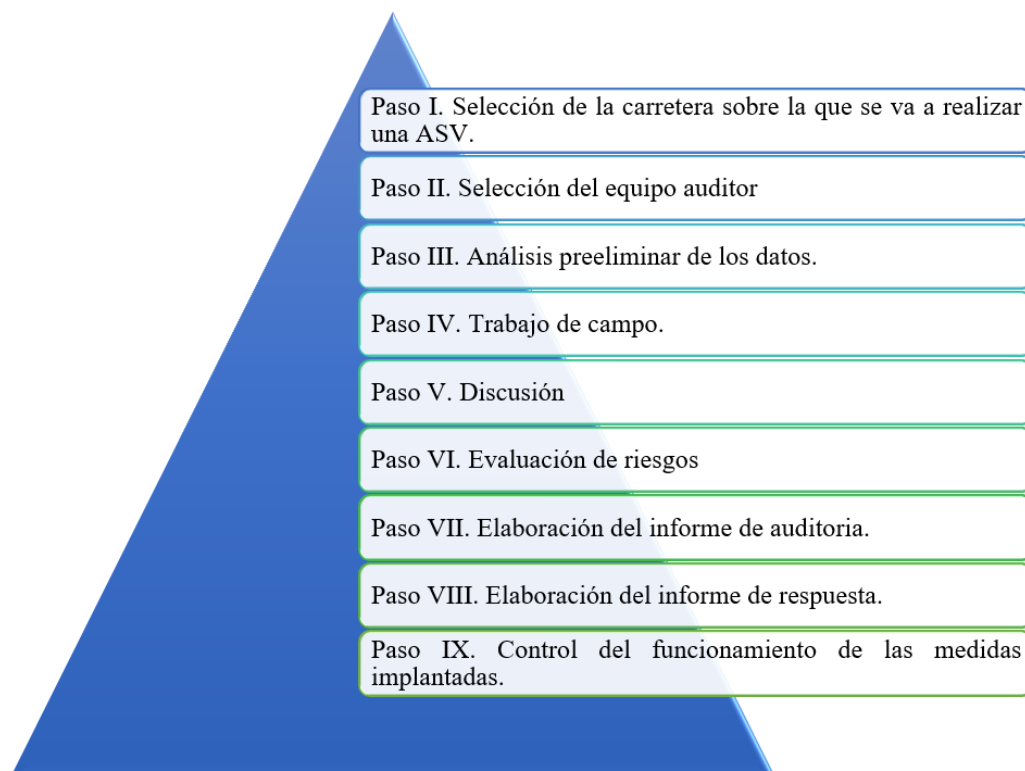 Paso I. Selección de la carretera sobre la que se va a realizar
una ASV.
Paso II. Selección del equipo auditor
Paso III. Análisis preeliminar de los datos.
Paso IV. Trabajo de campo.
Paso V. Discusión
Paso VI. Evaluación de riesgos
Paso VII. Elaboración del informe de auditoria.
Paso VIII. Elaboración del informe de respuesta.
Paso IX. Control del funcionamiento de las medidas
implantadas.